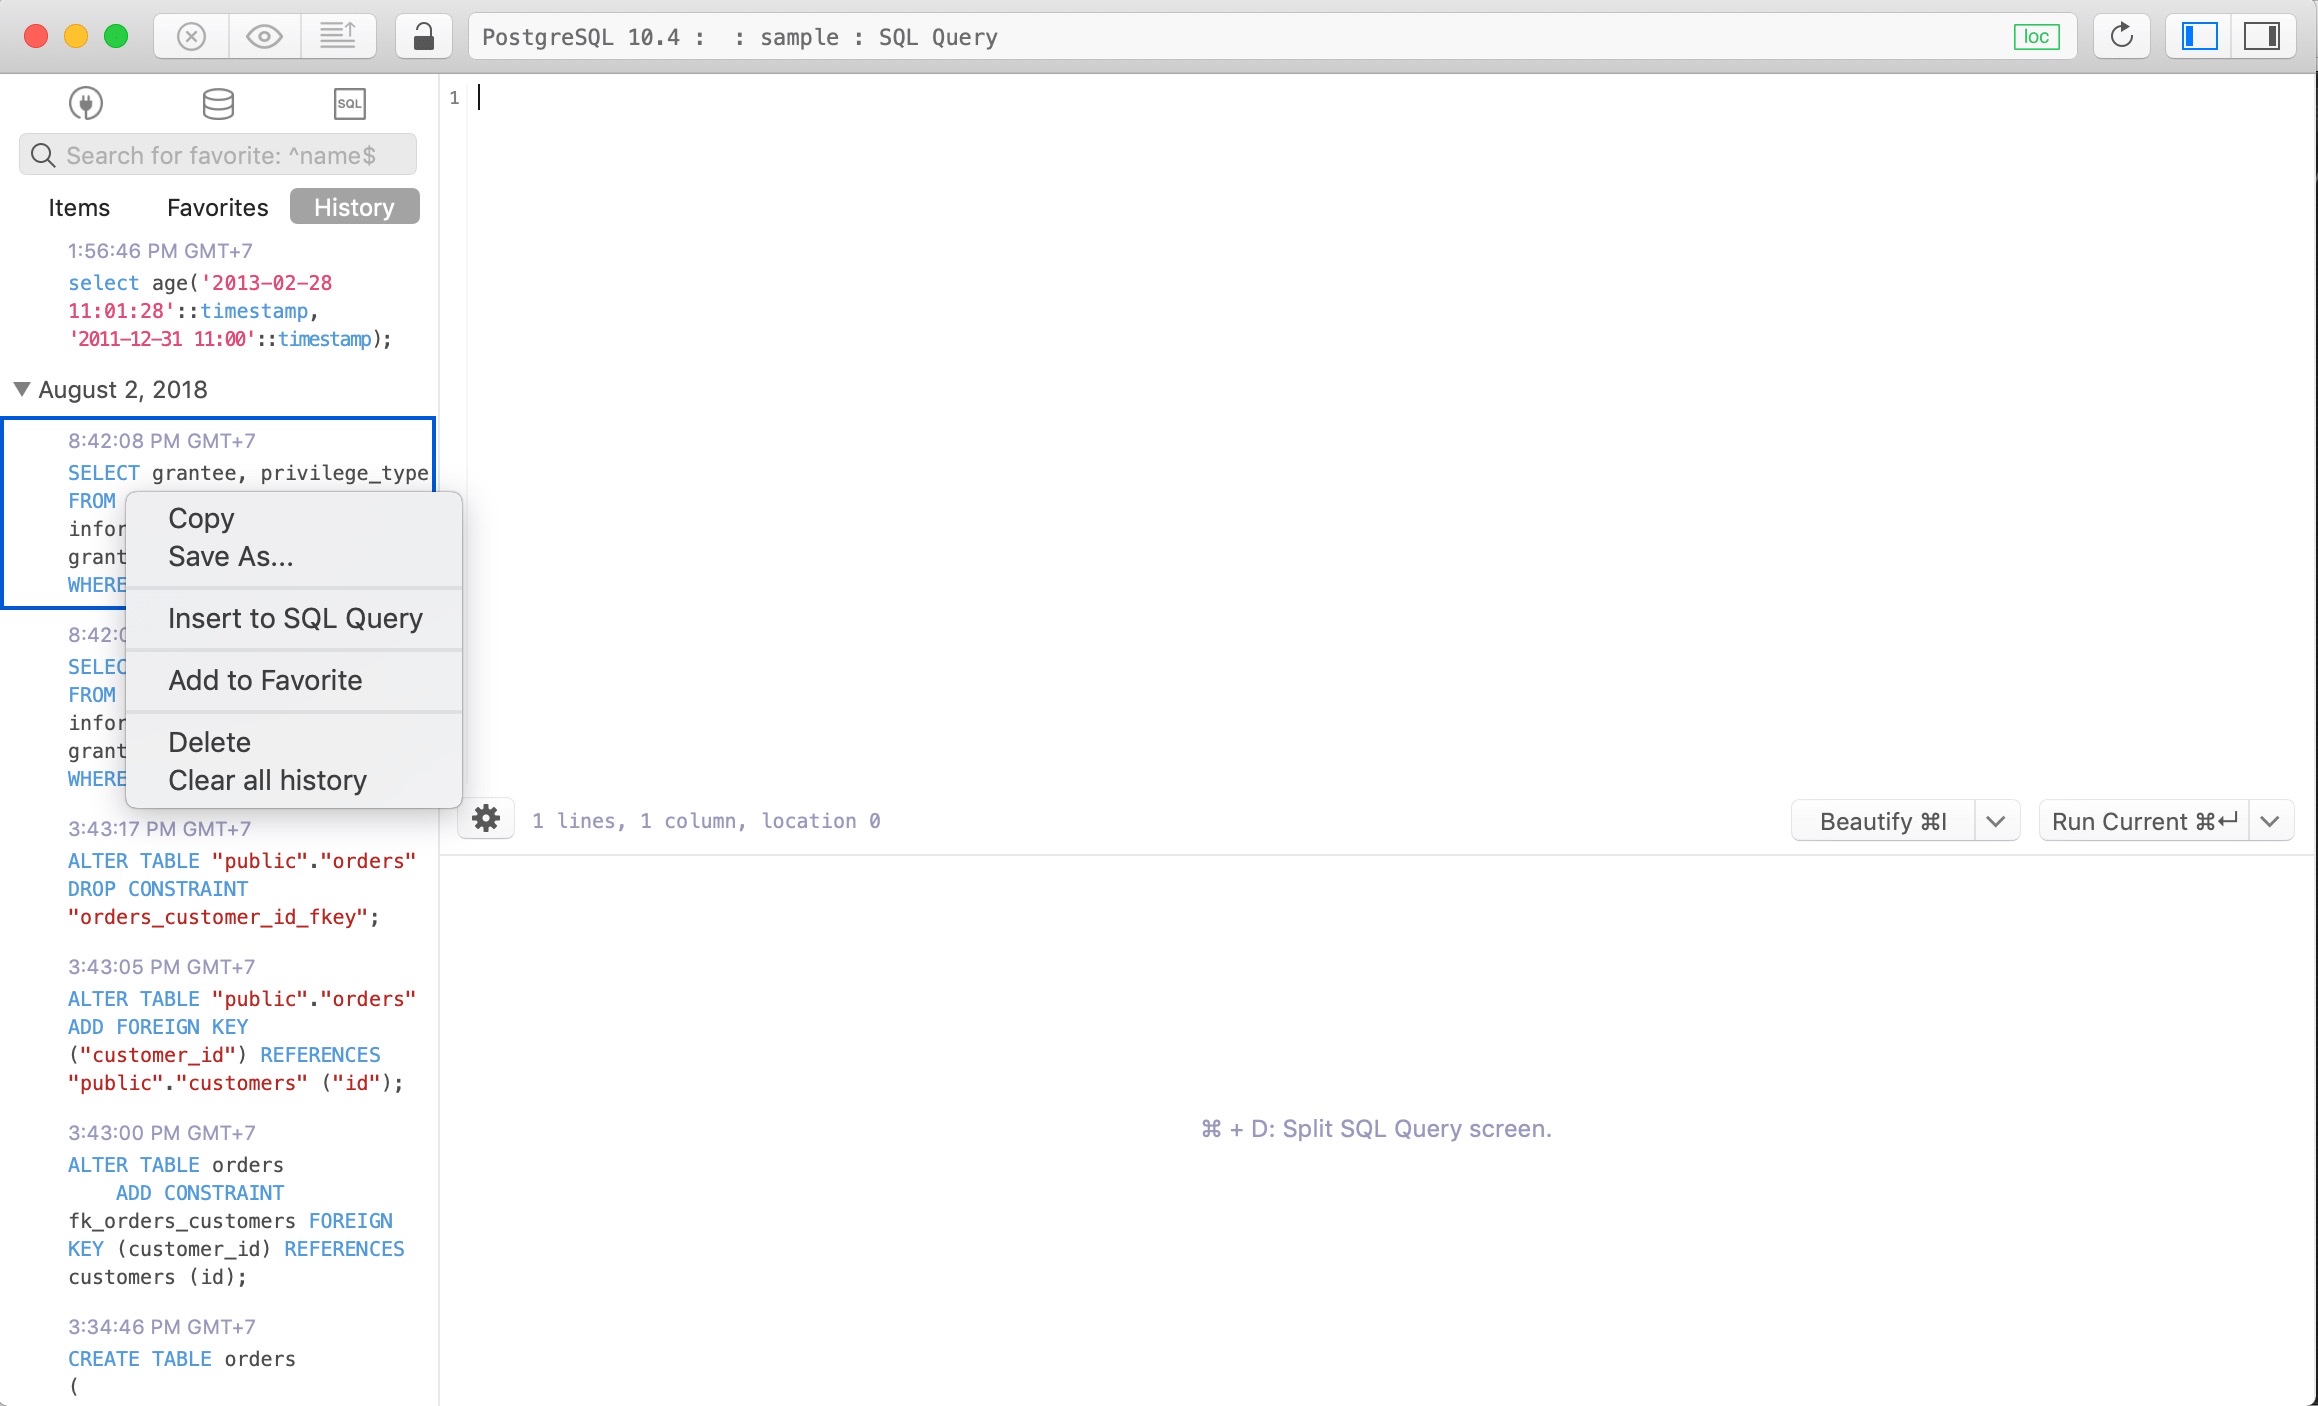 PostgreSQL 10.4 :  : sample : SQL Query
loc
SQL
Search for favorite: ^name$
Items Favorites History
1:56:46 PM GMT+7
select age('2013-02-28
11:01:28'::timestamp,
'2011-12-31 11:00'::timestamp);
August 2, 2018
8:42:08 PM GMT+7
SELECT grantee, privilege_type
FROM
infor
grant
WHERE
8:42:0
SELEC
FROM
infor
grant
WHERE
Copy
Save As...
Insert to SQL Query
Add to Favorite
Delete
Clear all history
3:43:17 PM GMT+7
ALTER TABLE "public"."orders"
DROP CONSTRAINT
"orders_customer_id_fkey";
3:43:05 PM GMT+7
ALTER TABLE "public"."orders"
ADD FOREIGN KEY
("customer_id") REFERENCES
"public"."customers" ("id");
3:43:00 PM GMT+7
ALTER TABLE orders
ADD CONSTRAINT
fk_orders_customers FOREIGN
KEY (customer_id) REFERENCES
customers (id);
3:34:46 PM GMT+7
CREATE TABLE orders
(
1
1 lines, 1 column, location 0
Beautify ⌘I
Run Current ⌘↩
⌘ + D: Split SQL Query screen.